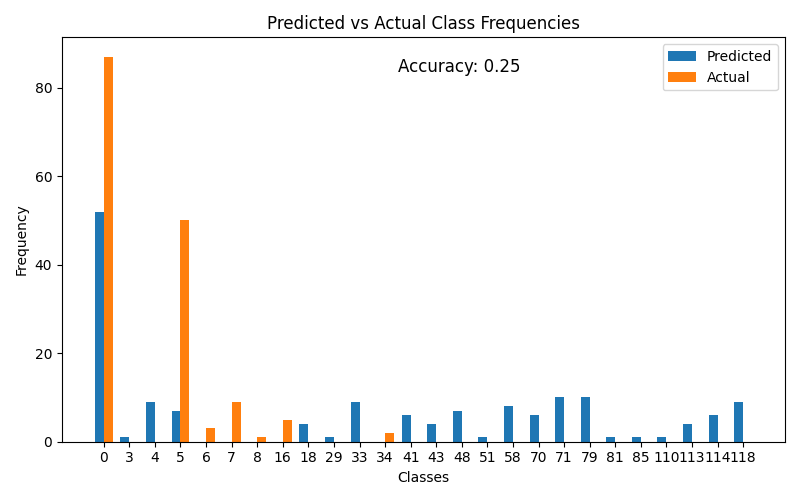 Predicted vs Actual Class Frequencies
Accuracy: 0.25
Predicted
Actual
Frequency
80
60
40
20
0
0 3 4 5 6 7 8 16 18 29 33 34 41 43 48 51 58 70 71 79 81 85 110 113 114 118
Classes